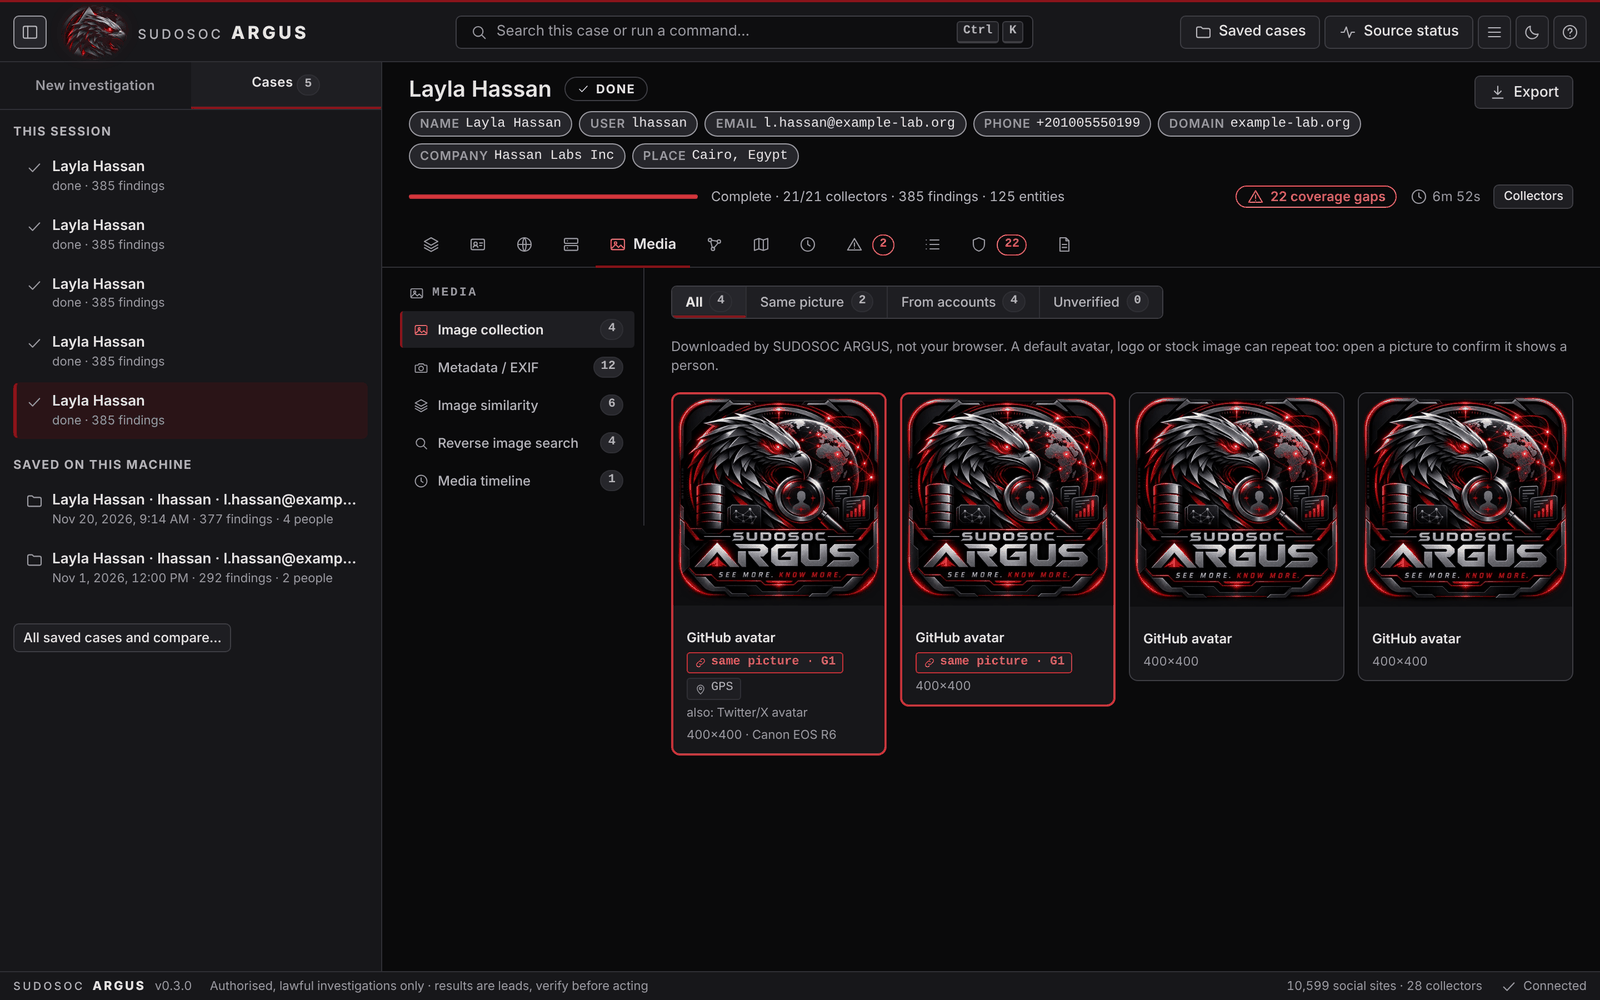 SUDOSOC ARGUS
Search this case or run a command...
Ctrl K
Saved cases
Source status
New investigation
Cases 5
THIS SESSION
Layla Hassan
done · 385 findings
Layla Hassan
done · 385 findings
Layla Hassan
done · 385 findings
Layla Hassan
done · 385 findings
Layla Hassan
done · 385 findings
SAVED ON THIS MACHINE
Layla Hassan · lhassan · l.hassan@examp...
Nov 20, 2026, 9:14 AM · 377 findings · 4 people
Layla Hassan · lhassan · l.hassan@examp...
Nov 1, 2026, 12:00 PM · 292 findings · 2 people
All saved cases and compare...
Layla Hassan
DONE
Export
NAME Layla Hassan
USER lhassan
EMAIL l.hassan@example-lab.org
PHONE +201005550199
DOMAIN example-lab.org
COMPANY Hassan Labs Inc
PLACE Cairo, Egypt
Complete · 21/21 collectors · 385 findings · 125 entities
22 coverage gaps
6m 52s
Collectors
Media
2
22
MEDIA
Image collection 4
Metadata / EXIF 12
Image similarity 6
Reverse image search 4
Media timeline 1
All 4
Same picture 2
From accounts 4
Unverified 0
Downloaded by SUDOSOC ARGUS, not your browser. A default avatar, logo or stock image can repeat too: open a picture to confirm it shows a
person.
SUDOSOC
ARGUS
SEE MORE. KNOW MORE.
GitHub avatar
same picture · G1
GPS
also: Twitter/X avatar
400×400 · Canon EOS R6
SUDOSOC
ARGUS
SEE MORE. KNOW MORE.
GitHub avatar
same picture · G1
400×400
SUDOSOC
ARGUS
SEE MORE. KNOW MORE.
GitHub avatar
400×400
SUDOSOC
ARGUS
SEE MORE. KNOW MORE.
GitHub avatar
400×400
SUDOSOC ARGUS v0.3.0
Authorised, lawful investigations only · results are leads, verify before acting
10,599 social sites · 28 collectors
Connected